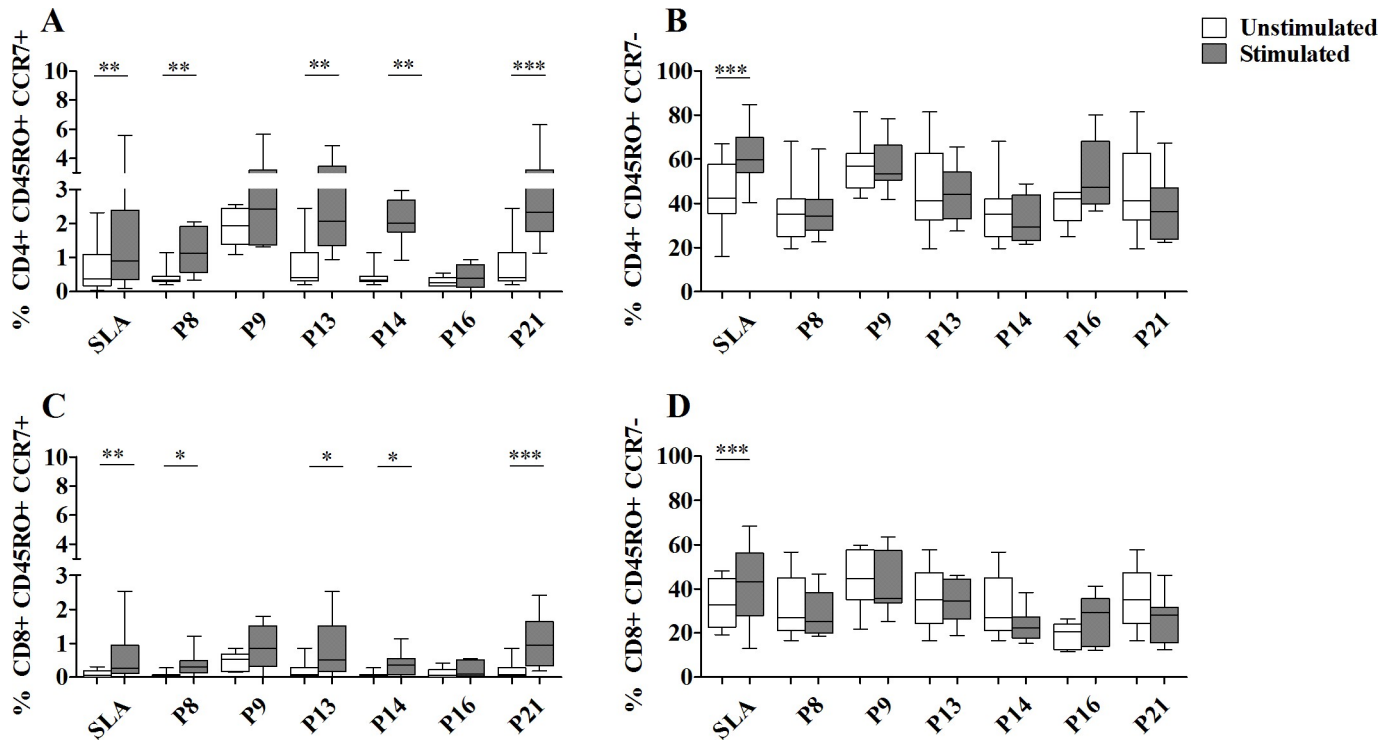 A
% CD4+ CD45RO+ CCR7+
** ** ** ** ***
10
8
6
4
3
2
1
0
SLA P8 P9 P13 P14 P16 P21
B
% CD4+ CD45RO+ CCR7-
***
100
80
60
40
20
0
SLA P8 P9 P13 P14 P16 P21
Unstimulated
Stimulated
C
% CD8+ CD45RO+ CCR7+
** * * * ***
10
8
6
4
3
2
1
0
SLA P8 P9 P13 P14 P16 P21
D
% CD8+ CD45RO+ CCR7-
***
100
80
60
40
20
0
SLA P8 P9 P13 P14 P16 P21